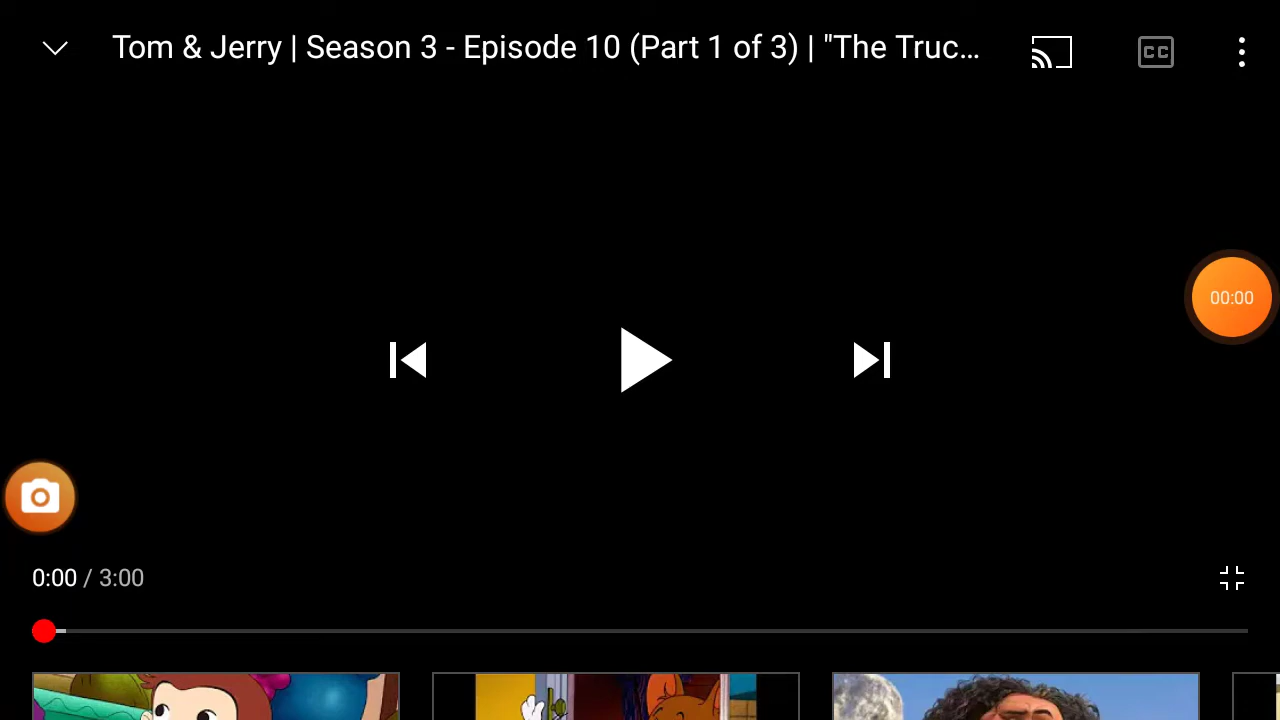 Tom & Jerry | Season 3 - Episode 10 (Part 1 of 3) | "The Truc...
CC
00:00
0:00 / 3:00